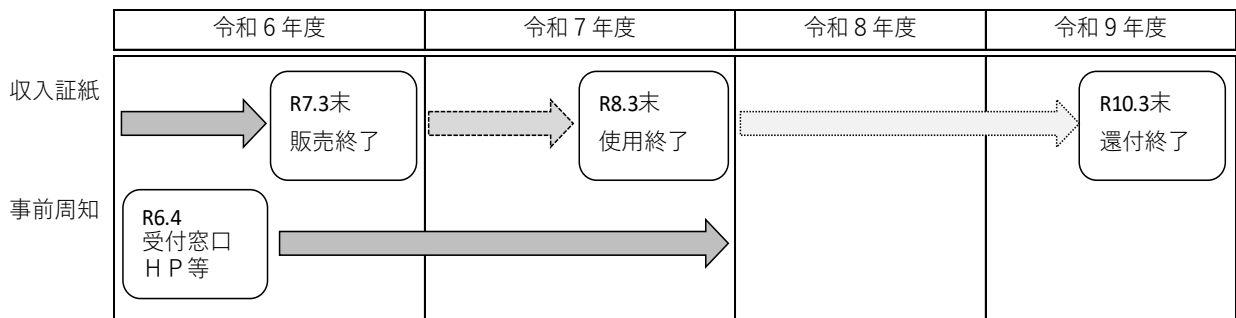 令和６年度
令和７年度
令和８年度
令和９年度
収入証紙
R7.3末
販売終了
R8.3末
使用終了
R10.3末
還付終了
事前周知
R6.4
受付窓口
ＨＰ等